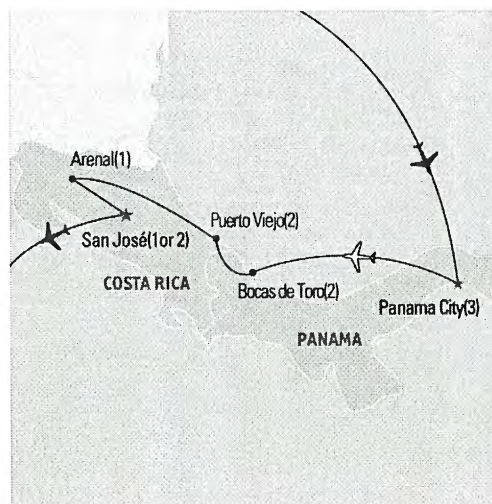 Arenal(1)
San José(1or 2)
Puerto Viejo(2)
COSTA RICA
Bocas de Toro(2)
Panama City(3)
PANAMA